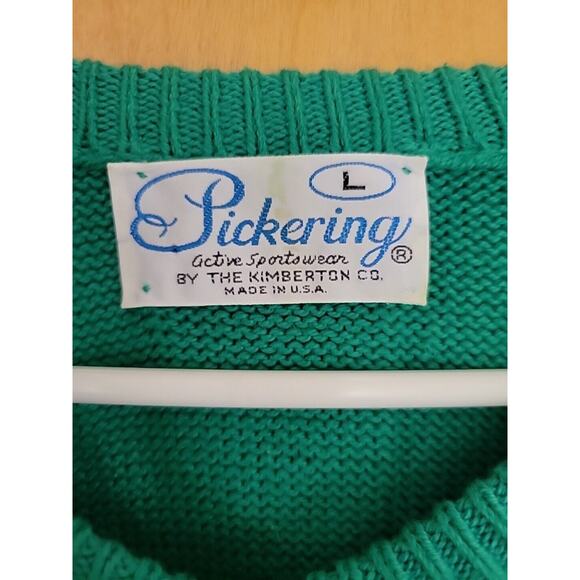 L
Pickering ®
Active Sportswear
BY THE KIMBERTON CO.
MADE IN U.S.A.